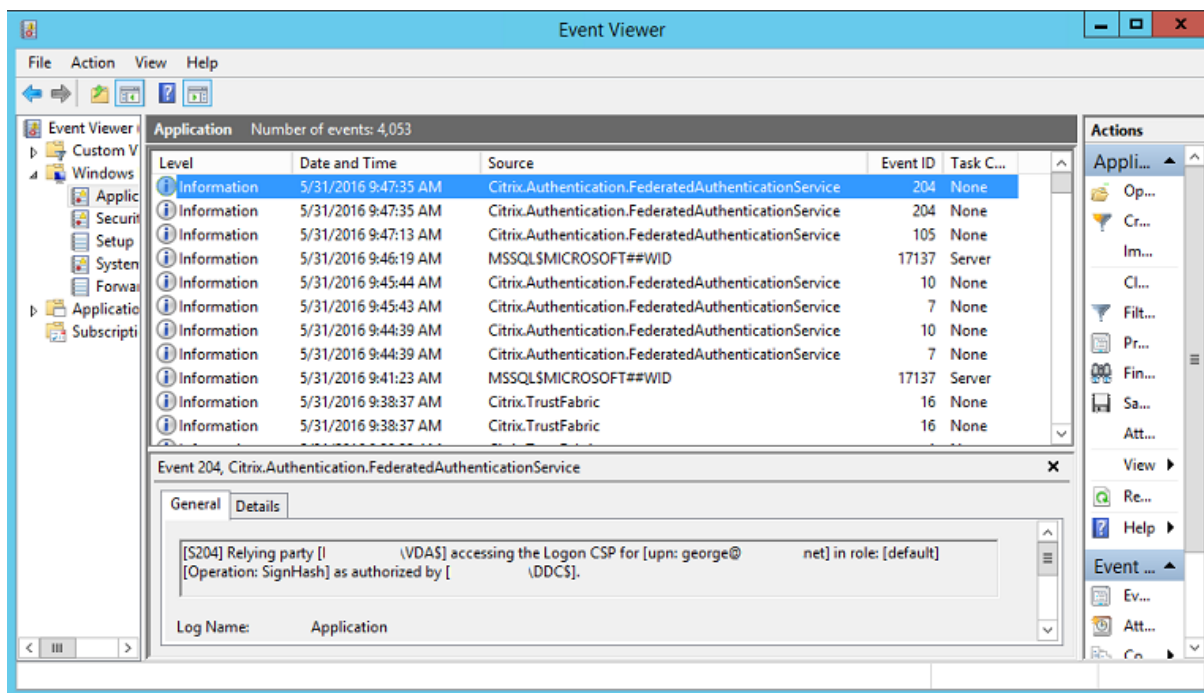 Event Viewer
File Action View Help
Event Viewer
Custom V
Windows
Applic
Securit
Setup
System
Forwar
Applicatio
Subscripti
Application Number of events: 4,053
Level Date and Time Source Event ID Task C...
Information 5/31/2016 9:47:35 AM Citrix.Authentication.FederatedAuthenticationService 204 None
Information 5/31/2016 9:47:35 AM Citrix.Authentication.FederatedAuthenticationService 204 None
Information 5/31/2016 9:47:13 AM Citrix.Authentication.FederatedAuthenticationService 105 None
Information 5/31/2016 9:46:19 AM MSSQL$MICROSOFT##WID 17137 Server
Information 5/31/2016 9:45:44 AM Citrix.Authentication.FederatedAuthenticationService 10 None
Information 5/31/2016 9:45:43 AM Citrix.Authentication.FederatedAuthenticationService 7 None
Information 5/31/2016 9:44:39 AM Citrix.Authentication.FederatedAuthenticationService 10 None
Information 5/31/2016 9:44:39 AM Citrix.Authentication.FederatedAuthenticationService 7 None
Information 5/31/2016 9:41:23 AM MSSQL$MICROSOFT##WID 17137 Server
Information 5/31/2016 9:38:37 AM Citrix.TrustFabric 16 None
Information 5/31/2016 9:38:37 AM Citrix.TrustFabric 16 None
Event 204, Citrix.Authentication.FederatedAuthenticationService
General Details
[S204] Relying party [ \VDA$] accessing the Logon CSP for [upn: george@ net] in role: [default]
[Operation: SignHash] as authorized by [ \DDC$].
Log Name: Application
Actions
Appli...
Op...
Cr...
Im...
Cl...
Filt...
Pr...
Fin...
Sa...
Att...
View
Re...
Help
Event ...
Ev...
Att...
Co...